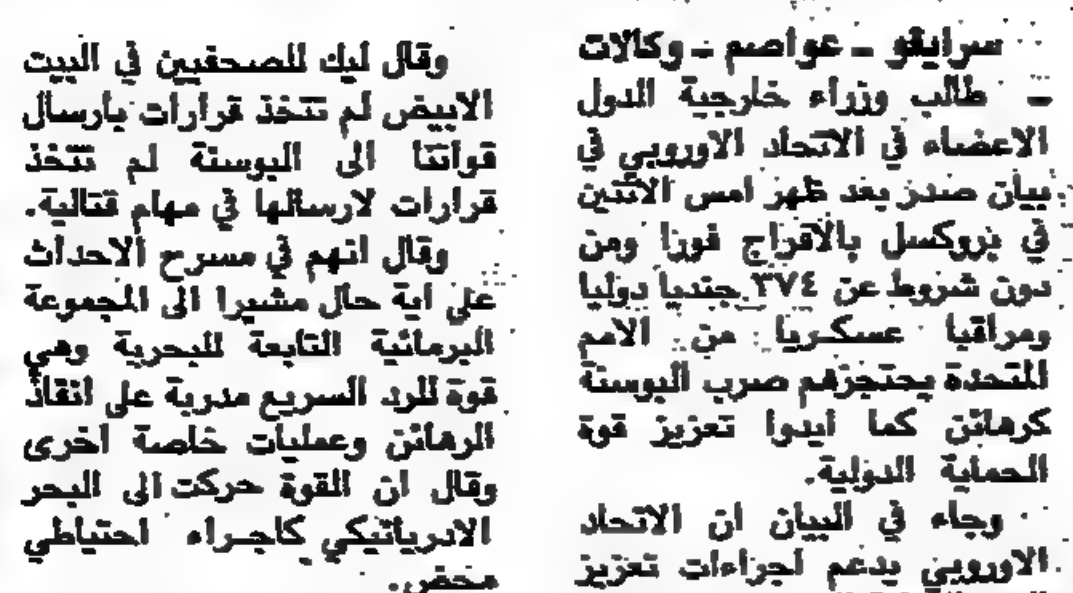 سرايفو ـ عواصم ـ وكالات
ـ طالب وزراء خارجية الدول
الاعضاء في الاتحاد الاوروبي في
بيان صدر بعد ظهر امس الاثنين
في بروكسل بالافراج فورا ومن
دون شروط عن ٣٧٤ جنديا دوليا
ومراقبا عسكريا من الامم
المتحدة يحتجزهم صرب البوسنة
كرهائن كما ايدوا تعزيز قوة
الحماية الدولية.
وجاء في البيان ان الاتحاد
الاوروبي يدعم اجراءات تعزيز
وقال ليك للصحفيين في البيت
الابيض لم تتخذ قرارات بارسال
قواتنا الى البوسنة لم تتخذ
قرارات لارسالها في مهام قتالية.
وقال انهم في مسرح الاحداث
على اية حال مشيرا الى المجموعة
البرمائية التابعة للبحرية وهي
قوة للرد السريع مدربة على انقاذ
الرهائن وعمليات خاصة اخرى
وقال ان القوة حركت الى البحر
الادرياتيكي كاجراء احتياطي
محض.